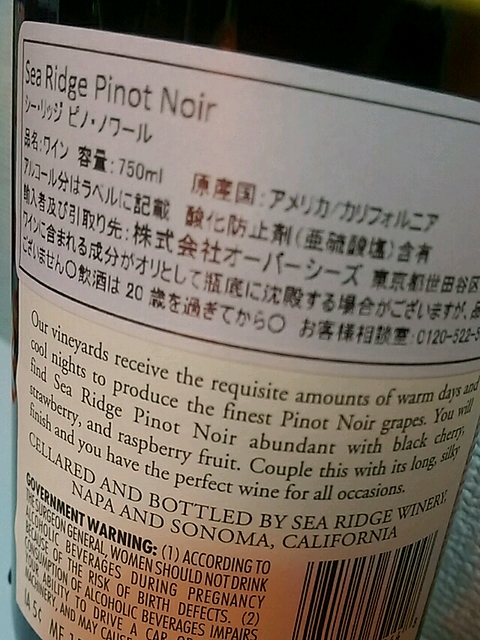 Sea Ridge Pinot Noir
シー・リッジ ピノ・ノワール
品名:ワイン 容量:750ml 原産国:アメリカ/カリフォルニア
アルコール分はラベルに記載 酸化防止剤(亜硫酸塩)含有
輸入者及び引取り先:株式会社オーバーシーズ 東京都世田谷区
ワインに含まれる成分がオリとして瓶底に沈殿する場合がございますが、品
ございません〇飲酒は 20 歳を過ぎてから〇 お客様相談室:0120-522-5
Our vineyards receive the requisite amounts of warm days and
cool nights to produce the finest Pinot Noir grapes. You will
find Sea Ridge Pinot Noir abundant with black cherry,
strawberry, and raspberry fruit. Couple this with its long, silky
finish and you have the perfect wine for all occasions.
CELLARED AND BOTTLED BY SEA RIDGE WINERY,
NAPA AND SONOMA, CALIFORNIA
GOVERNMENT WARNING: (1) ACCORDING TO
THE SURGEON GENERAL, WOMEN SHOULD NOT DRINK
ALCOHOLIC BEVERAGES DURING PREGNANCY
BECAUSE OF THE RISK OF BIRTH DEFECTS. (2)
CONSUMPTION OF ALCOHOLIC BEVERAGES IMPAIRS
YOUR ABILITY TO DRIVE A CAR OR
MACHINERY, AND MAY CAUSE